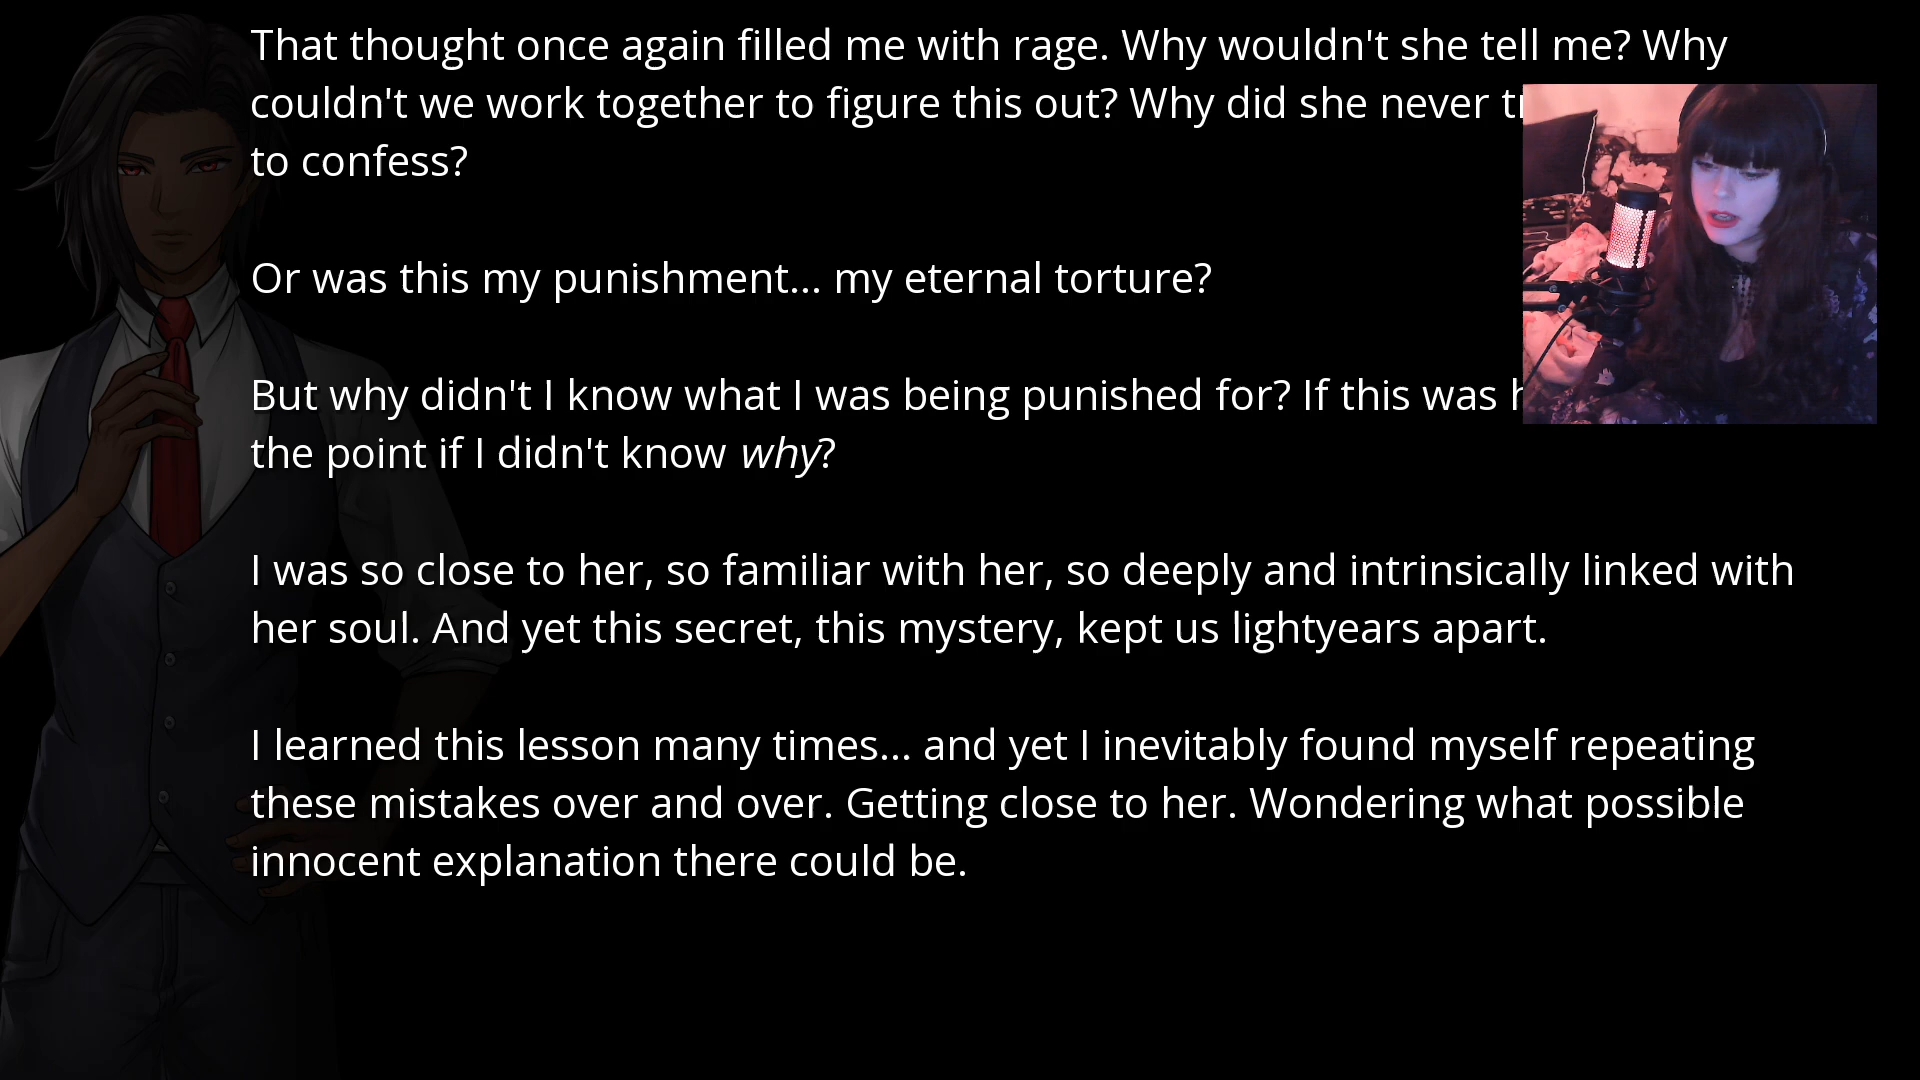 That thought once again filled me with rage. Why wouldn't she tell me? Why
couldn't we work together to figure this out? Why did she never
to confess?
Or was this my punishment... my eternal torture?
But why didn't I know what I was being punished for? If this was
the point if I didn't know why?
I was so close to her, so familiar with her, so deeply and intrinsically linked with
her soul. And yet this secret, this mystery, kept us lightyears apart.
I learned this lesson many times... and yet I inevitably found myself repeating
these mistakes over and over. Getting close to her. Wondering what possible
innocent explanation there could be.